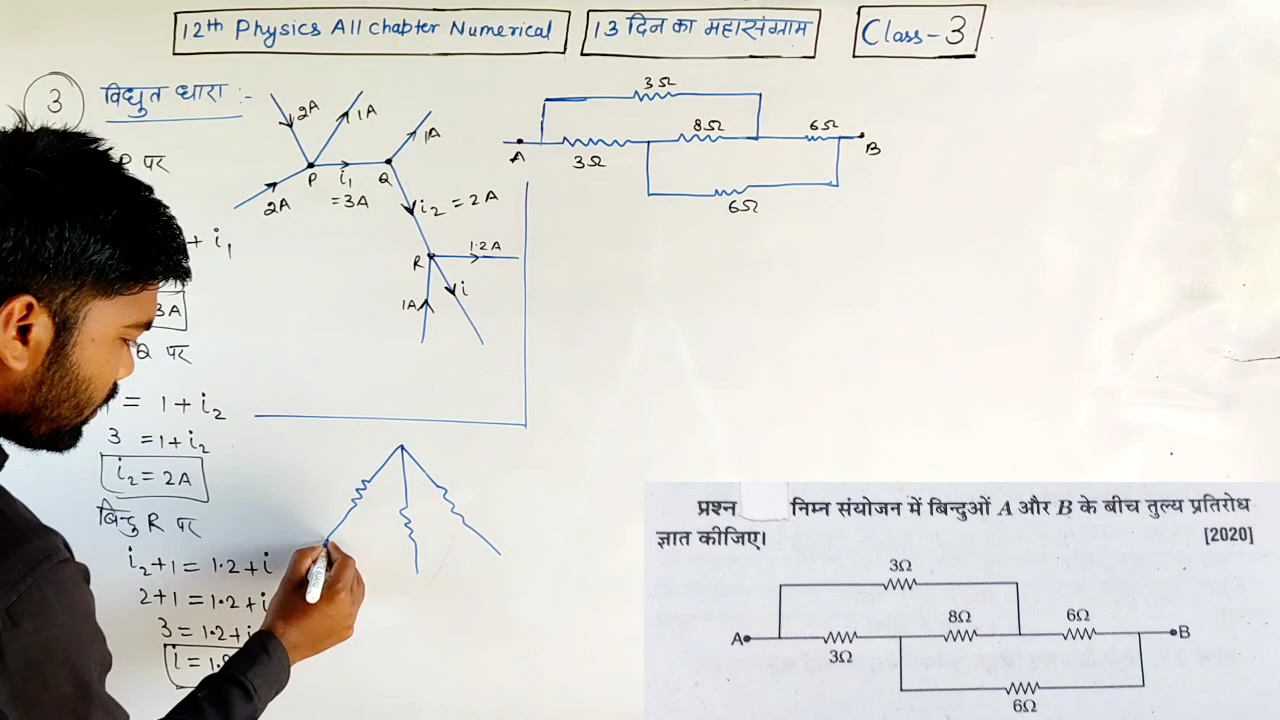 12th Physics All chapter Numerical
13 दिन का महासंग्राम
Class-3
3
विद्युत धारा :-
2A
1A
1A
P
i1
= 3A
Q
2A
i2 = 2A
R
1.2 A
i
1A
3Ω
8Ω
6Ω
A
3Ω
B
6Ω
P पर
+ i1
3A
Q पर
= 1 + i2
3 = 1 + i2
i2 = 2A
बिन्दु R पर
i2 + 1 = 1.2 + i
2 + 1 = 1.2 + i
3 = 1.2 + i
i = 1.8
प्रश्न निम्न संयोजन में बिन्दुओं A और B के बीच तुल्य प्रतिरोध
ज्ञात कीजिए। [2020]
3Ω
8Ω
6Ω
A
B
3Ω
6Ω